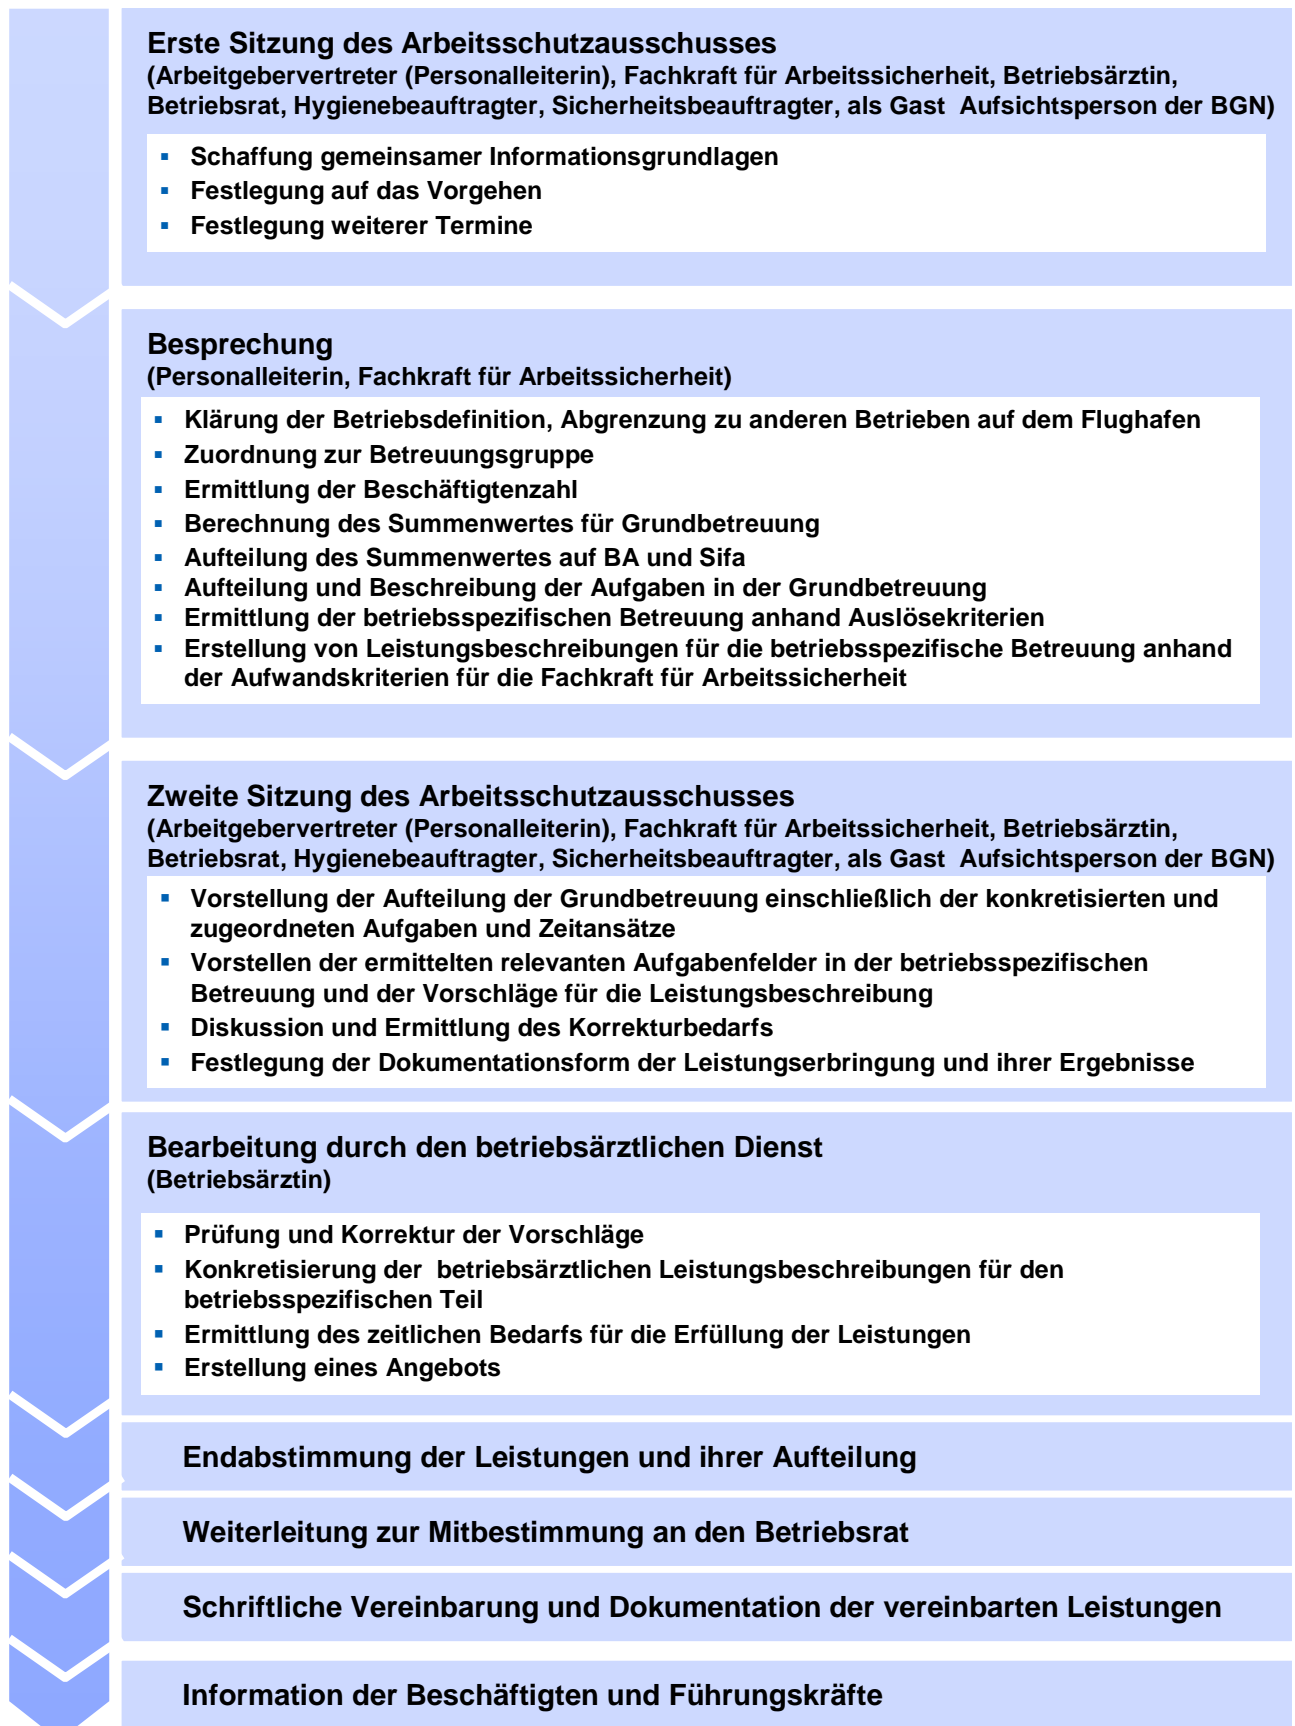 Erste Sitzung des Arbeitsschutzausschusses
(Arbeitgebervertreter (Personalleiterin), Fachkraft für Arbeitssicherheit, Betriebsärztin,
Betriebsrat, Hygienebeauftragter, Sicherheitsbeauftragter, als Gast  Aufsichtsperson der BGN)
▪ Schaffung gemeinsamer Informationsgrundlagen
▪ Festlegung auf das Vorgehen
▪ Festlegung weiterer Termine
Besprechung
(Personalleiterin, Fachkraft für Arbeitssicherheit)
▪ Klärung der Betriebsdefinition, Abgrenzung zu anderen Betrieben auf dem Flughafen
▪ Zuordnung zur Betreuungsgruppe
▪ Ermittlung der Beschäftigtenzahl
▪ Berechnung des Summenwertes für Grundbetreuung
▪ Aufteilung des Summenwertes auf BA und Sifa
▪ Aufteilung und Beschreibung der Aufgaben in der Grundbetreuung
▪ Ermittlung der betriebsspezifischen Betreuung anhand Auslösekriterien
▪ Erstellung von Leistungsbeschreibungen für die betriebsspezifische Betreuung anhand
der Aufwandskriterien für die Fachkraft für Arbeitssicherheit
Zweite Sitzung des Arbeitsschutzausschusses
(Arbeitgebervertreter (Personalleiterin), Fachkraft für Arbeitssicherheit, Betriebsärztin,
Betriebsrat, Hygienebeauftragter, Sicherheitsbeauftragter, als Gast  Aufsichtsperson der BGN)
▪ Vorstellung der Aufteilung der Grundbetreuung einschließlich der konkretisierten und
zugeordneten Aufgaben und Zeitansätze
▪ Vorstellen der ermittelten relevanten Aufgabenfelder in der betriebsspezifischen
Betreuung und der Vorschläge für die Leistungsbeschreibung
▪ Diskussion und Ermittlung des Korrekturbedarfs
▪ Festlegung der Dokumentationsform der Leistungserbringung und ihrer Ergebnisse
Bearbeitung durch den betriebsärztlichen Dienst
(Betriebsärztin)
▪ Prüfung und Korrektur der Vorschläge
▪ Konkretisierung der  betriebsärztlichen Leistungsbeschreibungen für den
betriebsspezifischen Teil
▪ Ermittlung des zeitlichen Bedarfs für die Erfüllung der Leistungen
▪ Erstellung eines Angebots
Endabstimmung der Leistungen und ihrer Aufteilung
Weiterleitung zur Mitbestimmung an den Betriebsrat
Schriftliche Vereinbarung und Dokumentation der vereinbarten Leistungen
Information der Beschäftigten und Führungskräfte